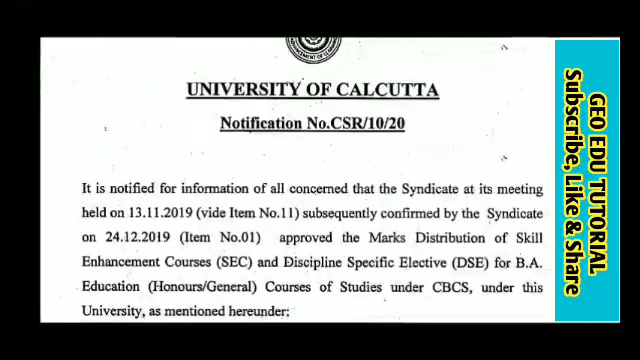 UNIVERSITY OF CALCUTTA
Notification No.CSR/10/20
It is notified for information of all concerned that the Syndicate at its meeting
held on 13.11.2019 (vide Item No.11) subsequently confirmed by the Syndicate
on 24.12.2019 (Item No.01) approved the Marks Distribution of Skill
Enhancement Courses (SEC) and Discipline Specific Elective (DSE) for B.A.
Education (Honours/General) Courses of Studies under CBCS, under this
University, as mentioned hereunder:
GEO EDU TUTORIAL
Subscribe, Like & Share